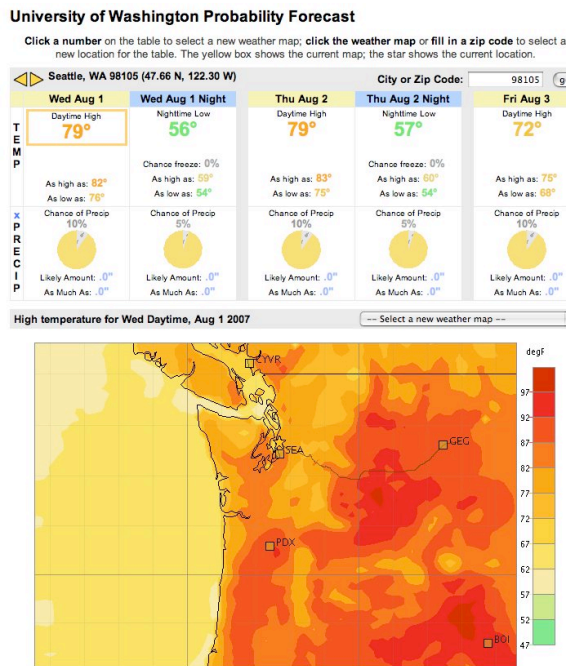 University of Washington Probability Forecast
Click a number on the table to select a new weather map; click the weather map or fill in a zip code to select a
new location for the table. The yellow box shows the current map; the star shows the current location.
Seattle, WA 98105 (47.66 N, 122.30 W) City or Zip Code: 98105 g
Wed Aug 1 Wed Aug 1 Night Thu Aug 2 Thu Aug 2 Night Fri Aug 3
TEMP
Daytime High Nighttime Low Daytime High Nighttime Low Daytime High
79° 56° 79° 57° 72°
Chance freeze: 0% Chance freeze: 0%
As high as: 82° As high as: 59° As high as: 83° As high as: 60° As high as: 75°
As low as: 76° As low as: 54° As low as: 75° As low as: 54° As low as: 68°
x PRECIP
Chance of Precip Chance of Precip Chance of Precip Chance of Precip Chance of Precip
10% 5% 10% 5% 10%
Likely Amount: .0" Likely Amount: .0" Likely Amount: .0" Likely Amount: .0" Likely Amount: .0"
As Much As: .0" As Much As: .0" As Much As: .0" As Much As: .0" As Much As: .0"
High temperature for Wed Daytime, Aug 1 2007 -- Select a new weather map --
degF
CYVR
97
92
GEG
87
SEA
82
77
72
PDX
67
62
57
52
BOI
47